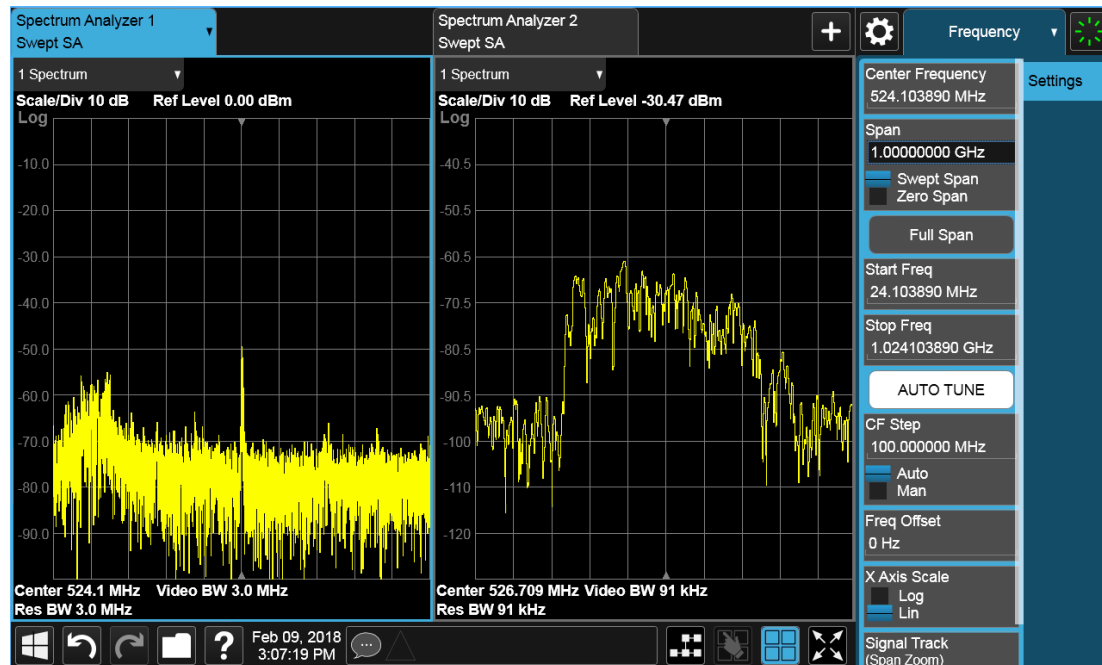 Spectrum Analyzer 1
Swept SA
Spectrum Analyzer 2
Swept SA
Frequency
1 Spectrum
Scale/Div 10 dB Ref Level 0.00 dBm
Log
-10.0
-20.0
-30.0
-40.0
-50.0
-60.0
-70.0
-80.0
-90.0
Center 524.1 MHz Video BW 3.0 MHz
Res BW 3.0 MHz
1 Spectrum
Scale/Div 10 dB Ref Level -30.47 dBm
Log
-40.5
-50.5
-60.5
-70.5
-80.5
-90.5
-100
-110
-120
Center 526.709 MHz Video BW 91 kHz
Res BW 91 kHz
Settings
Center Frequency
524.103890 MHz
Span
1.00000000 GHz
Swept Span
Zero Span
Full Span
Start Freq
24.103890 MHz
Stop Freq
1.024103890 GHz
AUTO TUNE
CF Step
100.000000 MHz
Auto
Man
Freq Offset
0 Hz
X Axis Scale
Log
Lin
Signal Track
(Span Zoom)
?
Feb 09, 2018
3:07:19 PM